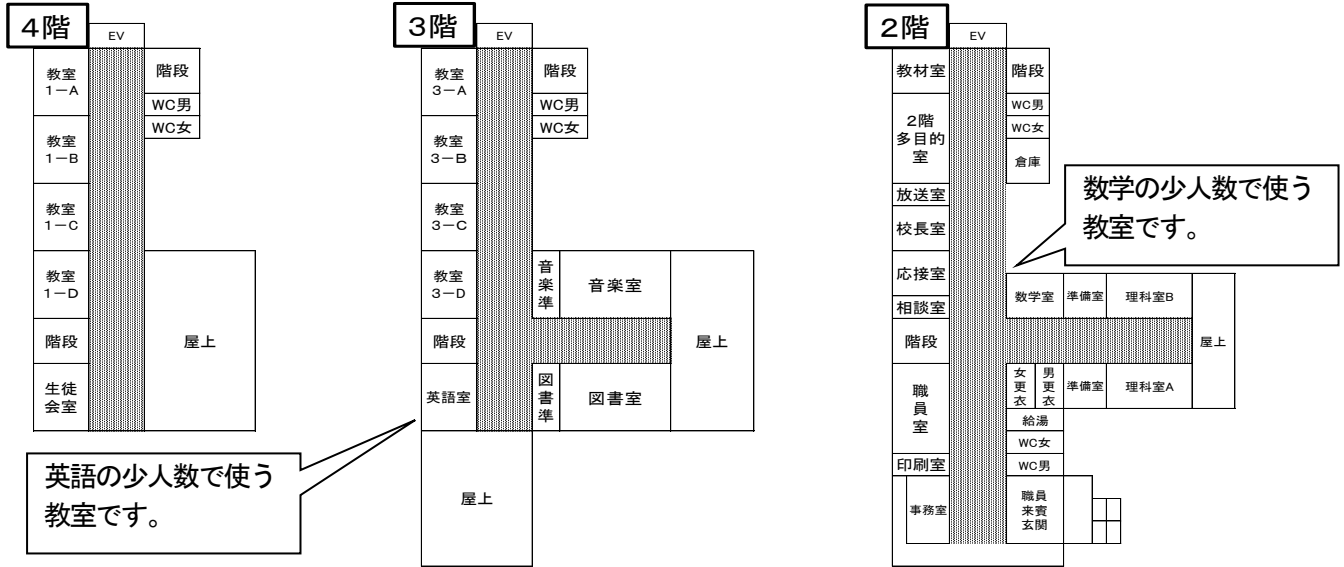 4階
EV
教室
1－A
階段
WC男
WC女
教室
1－B
教室
1－C
教室
1－D
階段
屋上
生徒
会室
英語の少人数で使う
教室です。
3階
EV
教室
3－A
階段
WC男
WC女
教室
3－B
教室
3－C
教室
3－D
音楽準
音楽室
階段
屋上
英語室
図書準
図書室
屋上
2階
EV
教材室
階段
2階
多目的
室
WC男
WC女
倉庫
放送室
校長室
数学の少人数で使う
教室です。
応接室
相談室
数学室
準備室
理科室B
階段
屋上
職員室
女更衣
男更衣
準備室
理科室A
給湯
WC女
印刷室
WC男
事務室
職員
来賓
玄関